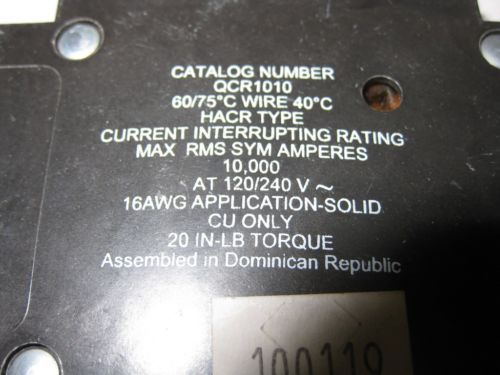 CATALOG NUMBER
QCR1010
60/75°C WIRE 40°C
HACR TYPE
CURRENT INTERRUPTING RATING
MAX RMS SYM AMPERES
10,000
AT 120/240 V ~
16AWG APPLICATION-SOLID
CU ONLY
20 IN-LB TORQUE
Assembled in Dominican Republic
100119